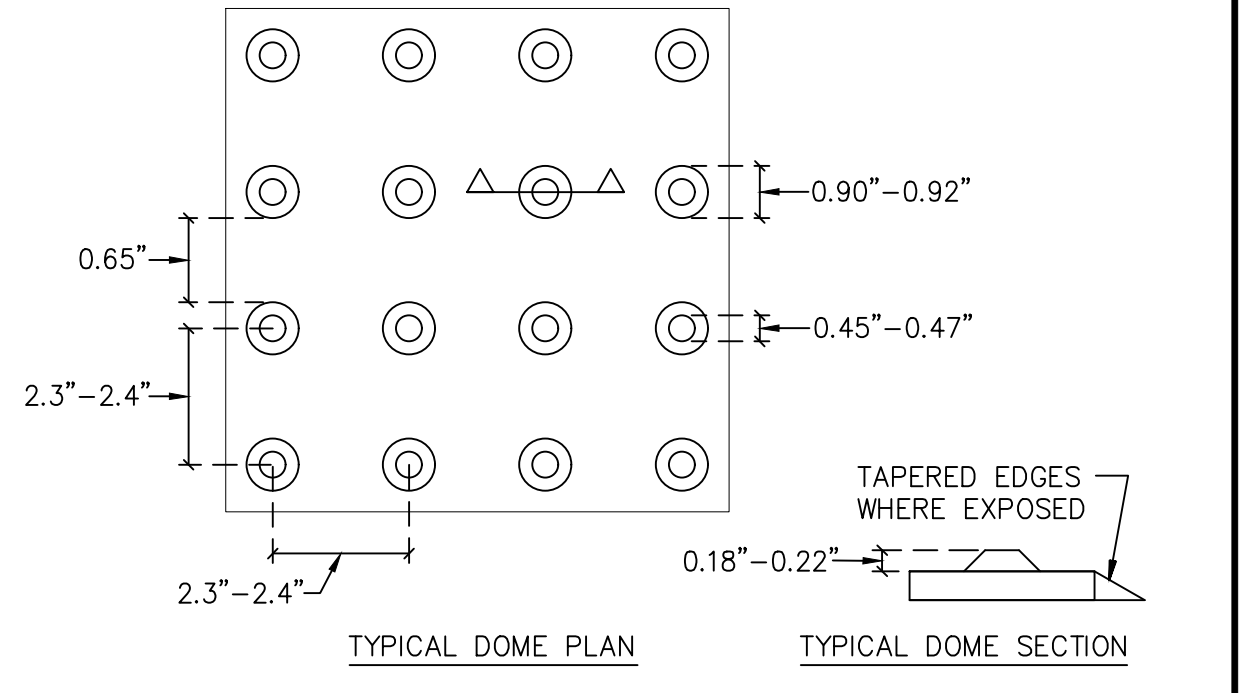 0.90”-0.92”
0.65”
0.45”-0.47”
2.3”-2.4”
2.3”-2.4”
TYPICAL DOME PLAN
TAPERED EDGES
WHERE EXPOSED
0.18”-0.22”
TYPICAL DOME SECTION